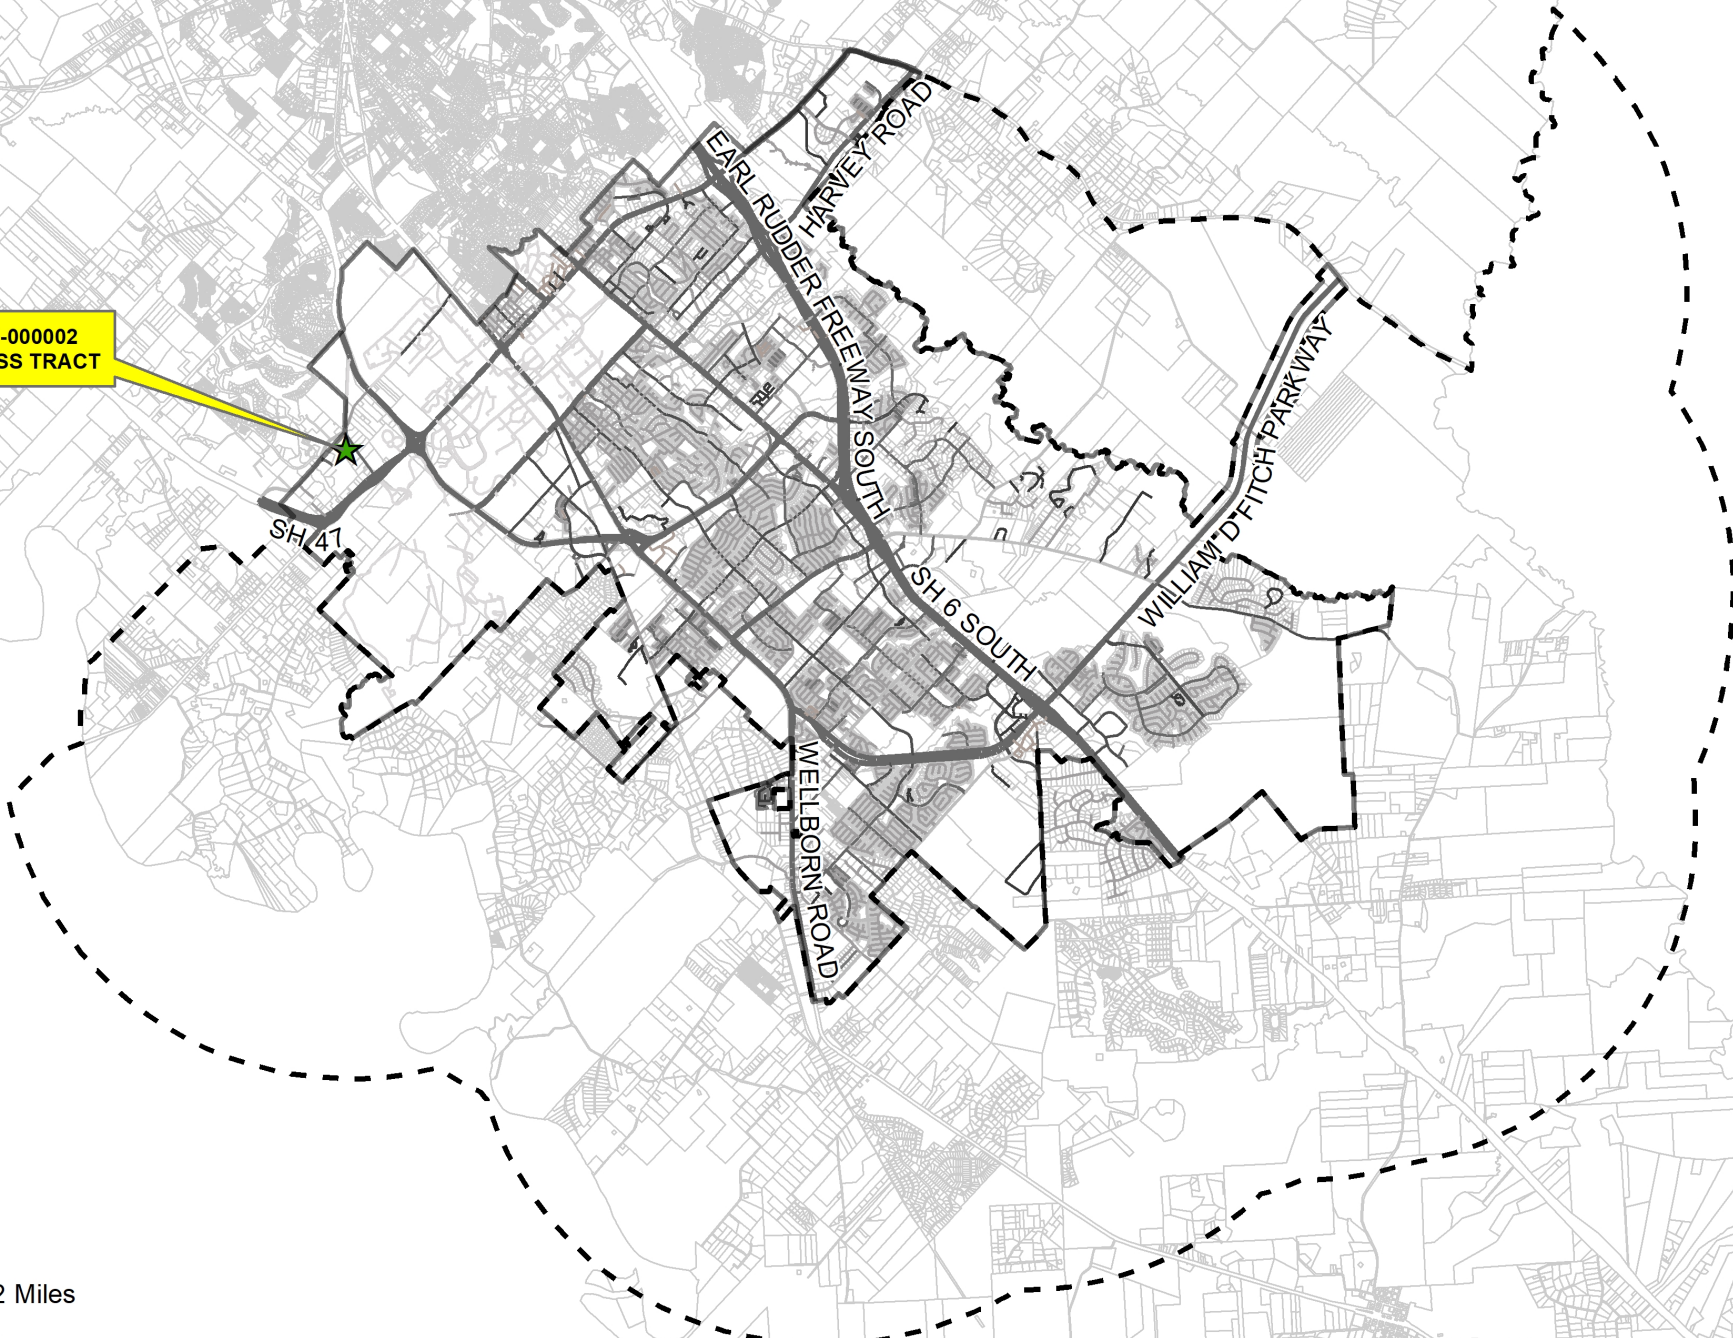 HARVEY ROAD
EARL RUDDER FREEWAY SOUTH
-000002
SS TRACT
WILLIAM D FITCH PARKWAY
SH 47
SH 6 SOUTH
WELLBORN ROAD
2 Miles